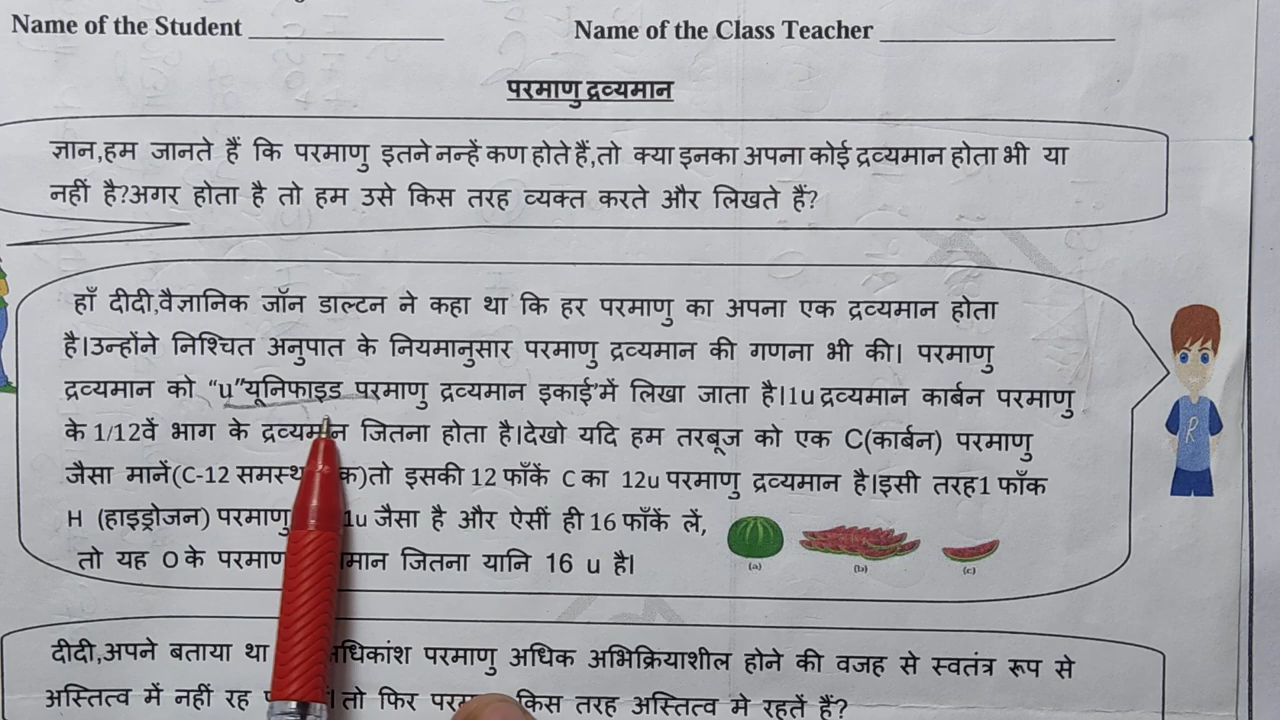 Name of the Student ________________ Name of the Class Teacher ____________________
परमाणु द्रव्यमान
ज्ञान,हम जानते हैं कि परमाणु इतने नन्हें कण होते हैं,तो क्या इनका अपना कोई द्रव्यमान होता भी या
नहीं है?अगर होता है तो हम उसे किस तरह व्यक्त करते और लिखते हैं?
हाँ दीदी,वैज्ञानिक जॉन डाल्टन ने कहा था कि हर परमाणु का अपना एक द्रव्यमान होता
है।उन्होंने निश्चित अनुपात के नियमानुसार परमाणु द्रव्यमान की गणना भी की। परमाणु
द्रव्यमान को “u”यूनिफाइड परमाणु द्रव्यमान इकाई’में लिखा जाता है।1u द्रव्यमान कार्बन परमाणु
के 1/12वें भाग के द्रव्यमान जितना होता है।देखो यदि हम तरबूज को एक C(कार्बन) परमाणु
जैसा मानें(C-12 तो इसकी 12 फाँकें C का 12u परमाणु द्रव्यमान है।इसी तरह1 फाँक
H (हाइड्रोजन) परमाणु 1u जैसा है और ऐसीं ही 16 फाँकें लें,
तो यह O के जितना यानि 16 u है।
(a) (b) (c)
R
दीदी,अपने बताया था अधिकांश परमाणु अधिक अभिक्रियाशील होने की वजह से स्वतंत्र रूप से
अस्तित्व में नहीं रह तो फिर किस तरह अस्तित्व मे रहतें हैं?